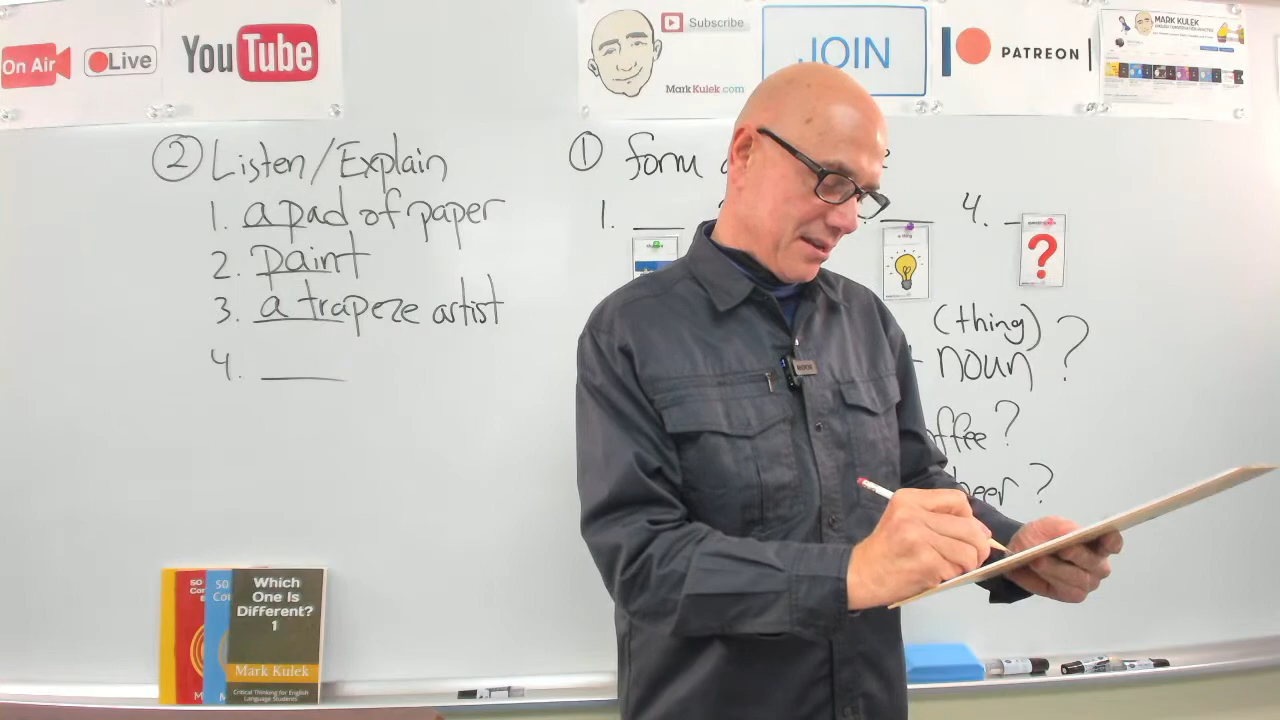 On Air
Live
YouTube
Subscribe
MarkKulek.com
JOIN
PATREON
MARK KULEK
② Listen/Explain
1. a pad of paper
2. paint
3. a trapeze artist
4. ___
① form
1. ___
4.
(thing)
noun ?
?
beer ?
50
50
Which
One Is
Different?
1
Mark Kulek
Critical Thinking for English
Language Students